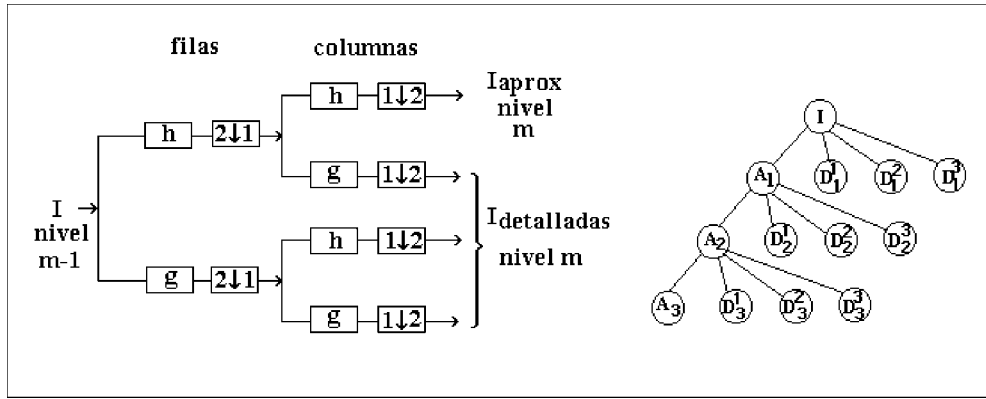 filas
columnas
h
2↓1
h
1↓2
Iaprox
nivel
m
g
1↓2
I
nivel
m-1
g
2↓1
h
1↓2
g
1↓2
Idetalladas
nivel m
I
A1
D11
D12
D13
A2
D21
D22
D23
A3
D31
D32
D33